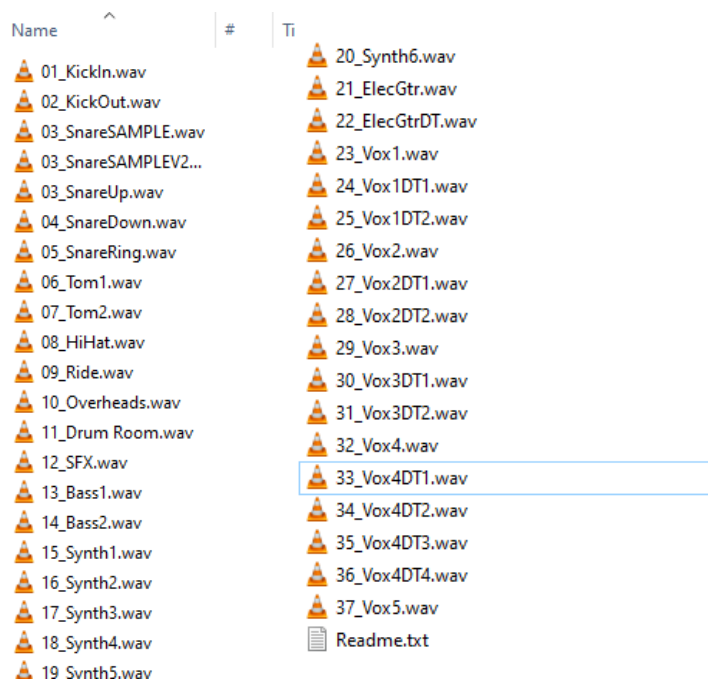 Name # Ti
01_KickIn.wav
02_KickOut.wav
03_SnareSAMPLE.wav
03_SnareSAMPLEV2...
03_SnareUp.wav
04_SnareDown.wav
05_SnareRing.wav
06_Tom1.wav
07_Tom2.wav
08_HiHat.wav
09_Ride.wav
10_Overheads.wav
11_Drum Room.wav
12_SFX.wav
13_Bass1.wav
14_Bass2.wav
15_Synth1.wav
16_Synth2.wav
17_Synth3.wav
18_Synth4.wav
19_Synth5.wav
20_Synth6.wav
21_ElecGtr.wav
22_ElecGtrDT.wav
23_Vox1.wav
24_Vox1DT1.wav
25_Vox1DT2.wav
26_Vox2.wav
27_Vox2DT1.wav
28_Vox2DT2.wav
29_Vox3.wav
30_Vox3DT1.wav
31_Vox3DT2.wav
32_Vox4.wav
33_Vox4DT1.wav
34_Vox4DT2.wav
35_Vox4DT3.wav
36_Vox4DT4.wav
37_Vox5.wav
Readme.txt